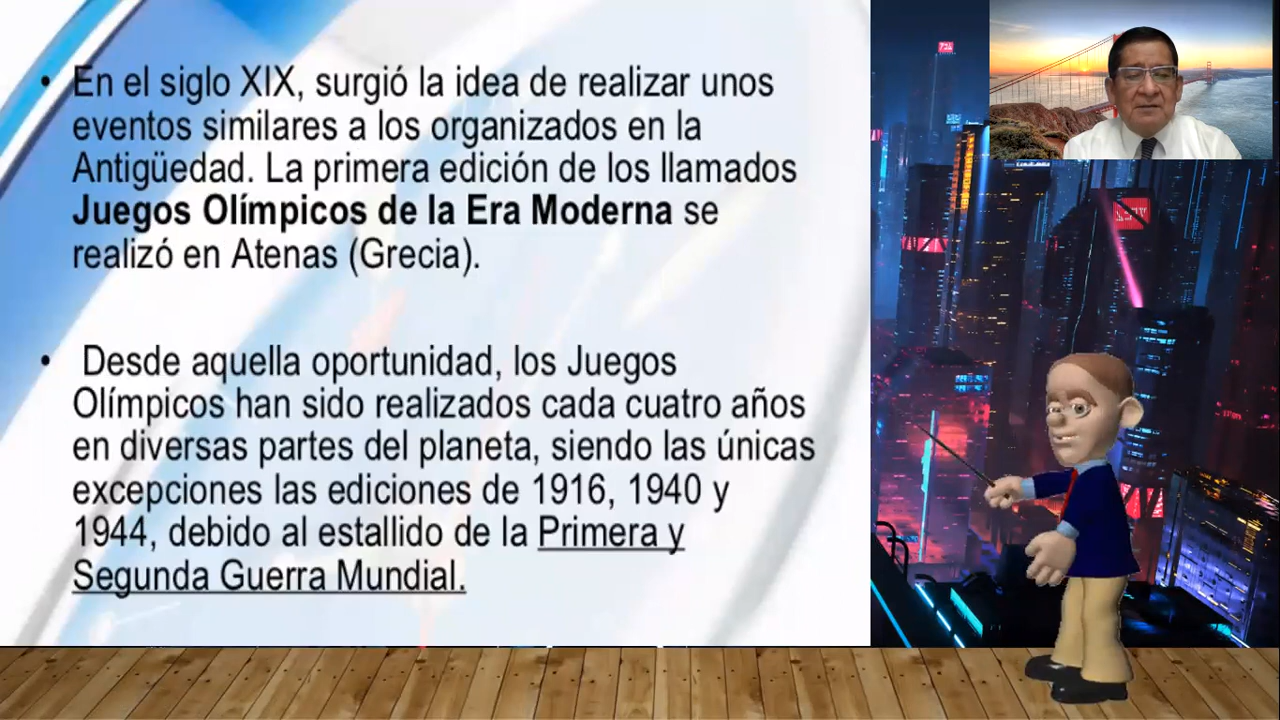 • En el siglo XIX, surgió la idea de realizar unos
eventos similares a los organizados en la
Antigüedad. La primera edición de los llamados
Juegos Olímpicos de la Era Moderna se
realizó en Atenas (Grecia).
• Desde aquella oportunidad, los Juegos
Olímpicos han sido realizados cada cuatro años
en diversas partes del planeta, siendo las únicas
excepciones las ediciones de 1916, 1940 y
1944, debido al estallido de la Primera y
Segunda Guerra Mundial.